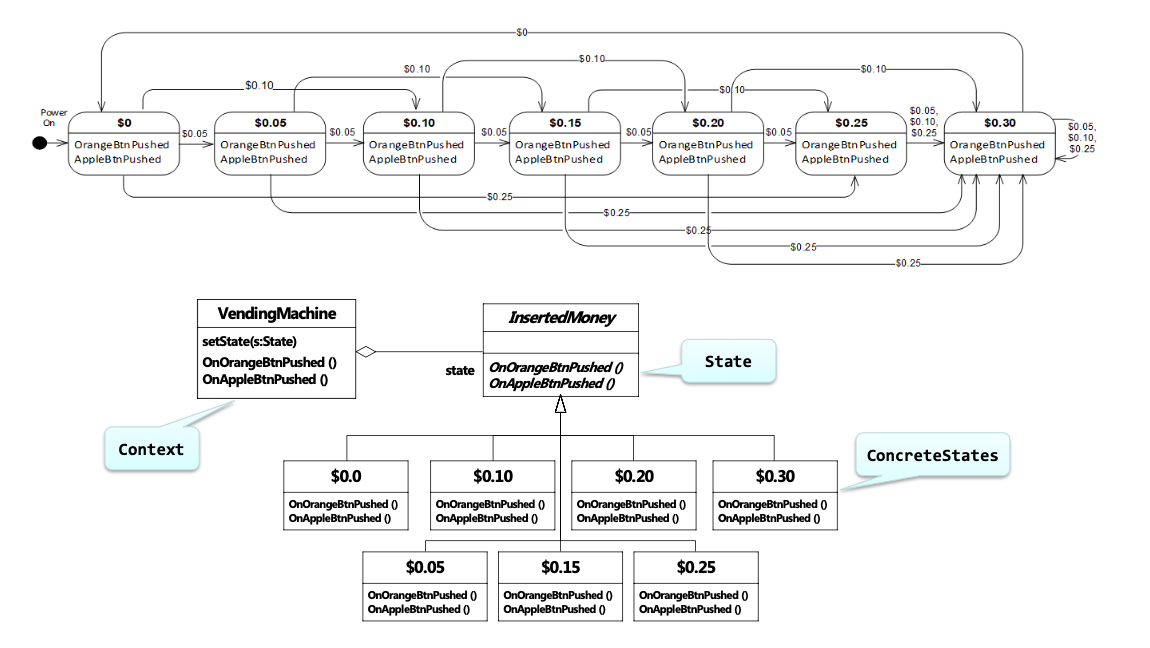 $0
$0.10
$0.10
$0.10
$0.10
$0.10
Power
On
$0
OrangeBtnPushed
AppleBtnPushed
$0.05
$0.05
OrangeBtnPushed
AppleBtnPushed
$0.05
$0.10
OrangeBtnPushed
AppleBtnPushed
$0.05
$0.15
OrangeBtnPushed
AppleBtnPushed
$0.05
$0.20
OrangeBtnPushed
AppleBtnPushed
$0.05
$0.25
OrangeBtnPushed
AppleBtnPushed
$0.05,
$0.10,
$0.25
$0.30
OrangeBtnPushed
AppleBtnPushed
$0.05,
$0.10,
$0.25
$0.25
$0.25
$0.25
$0.25
$0.25
VendingMachine
setState(s:State)
OnOrangeBtnPushed ()
OnAppleBtnPushed ()
state
InsertedMoney
OnOrangeBtnPushed ()
OnAppleBtnPushed ()
State
Context
ConcreteStates
$0.0
OnOrangeBtnPushed ()
OnAppleBtnPushed ()
$0.10
OnOrangeBtnPushed ()
OnAppleBtnPushed ()
$0.20
OnOrangeBtnPushed ()
OnAppleBtnPushed ()
$0.30
OnOrangeBtnPushed ()
OnAppleBtnPushed ()
$0.05
OnOrangeBtnPushed ()
OnAppleBtnPushed ()
$0.15
OnOrangeBtnPushed ()
OnAppleBtnPushed ()
$0.25
OnOrangeBtnPushed ()
OnAppleBtnPushed ()